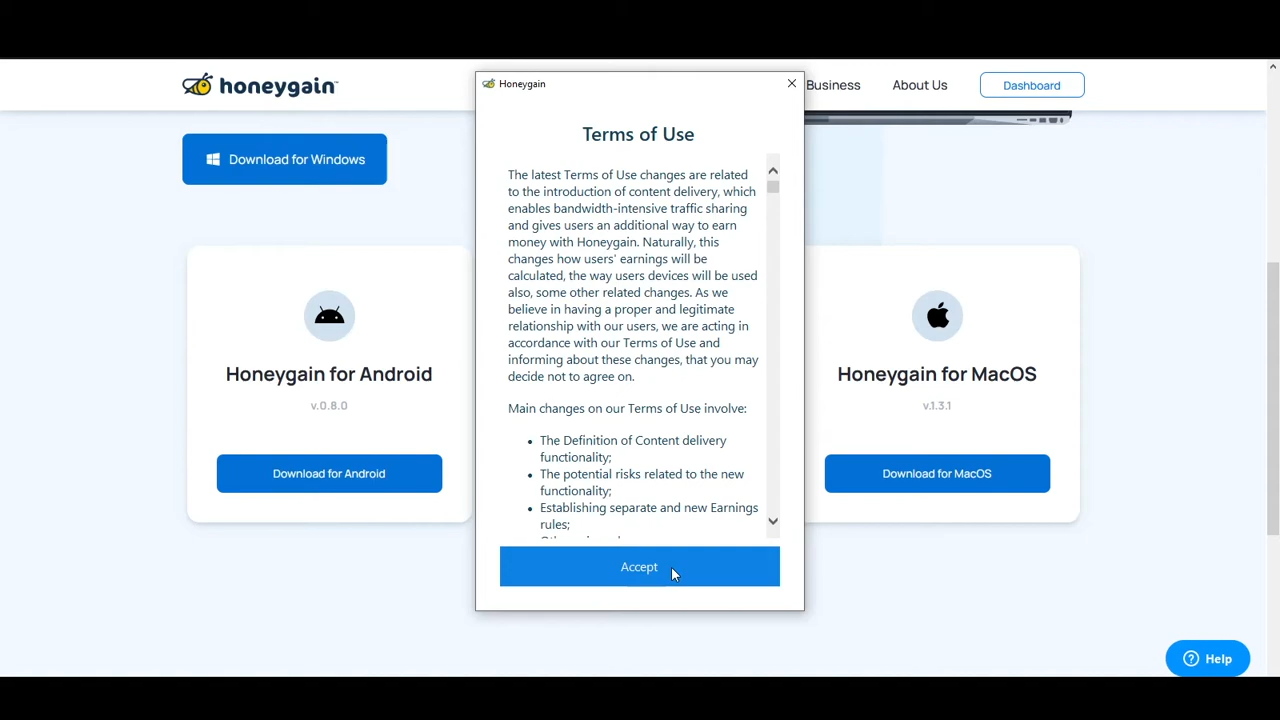 honeygain™
Business
About Us
Dashboard
Download for Windows
Honeygain
Terms of Use
The latest Terms of Use changes are related
to the introduction of content delivery, which
enables bandwidth-intensive traffic sharing
and gives users an additional way to earn
money with Honeygain. Naturally, this
changes how users' earnings will be
calculated, the way users devices will be used
also, some other related changes. As we
believe in having a proper and legitimate
relationship with our users, we are acting in
accordance with our Terms of Use and
informing about these changes, that you may
decide not to agree on.
Main changes on our Terms of Use involve:
• The Definition of Content delivery
functionality;
• The potential risks related to the new
functionality;
• Establishing separate and new Earnings
rules;
Accept
Honeygain for Android
v.0.8.0
Download for Android
Honeygain for MacOS
v.1.3.1
Download for MacOS
Help